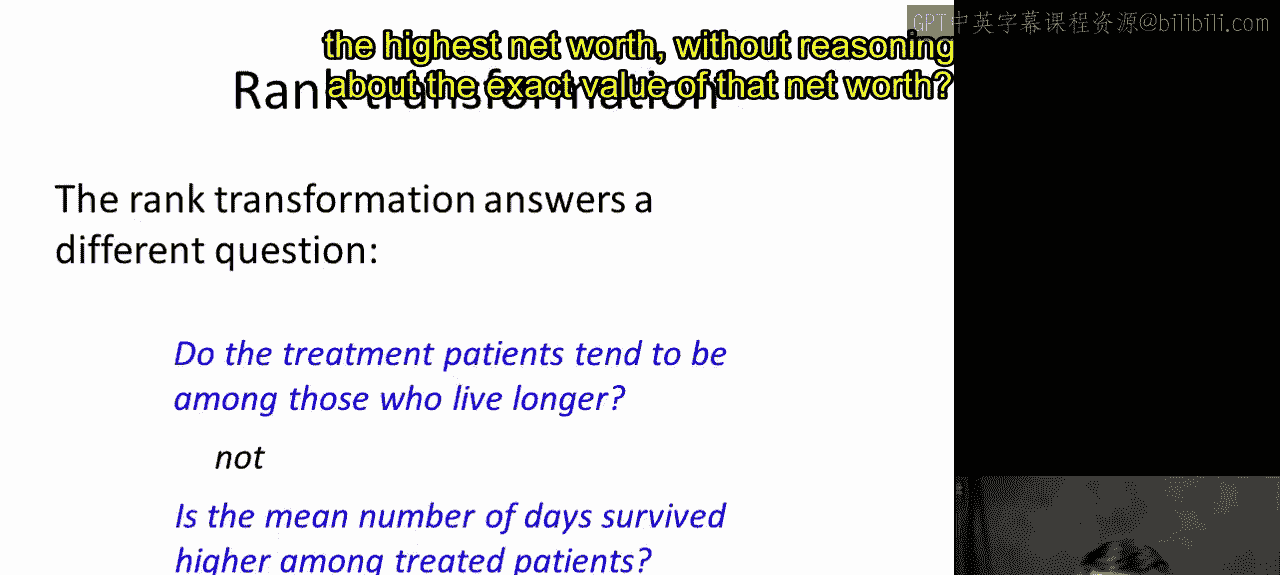 GPT中英字幕课程资源@bilibili.com
the highest net worth, without reasoning
about the exact value of that net worth?
Rank transformation
The rank transformation answers a
different question:
Do the treatment patients tend to be
among those who live longer?
not
Is the mean number of days survived
higher among treated patients?